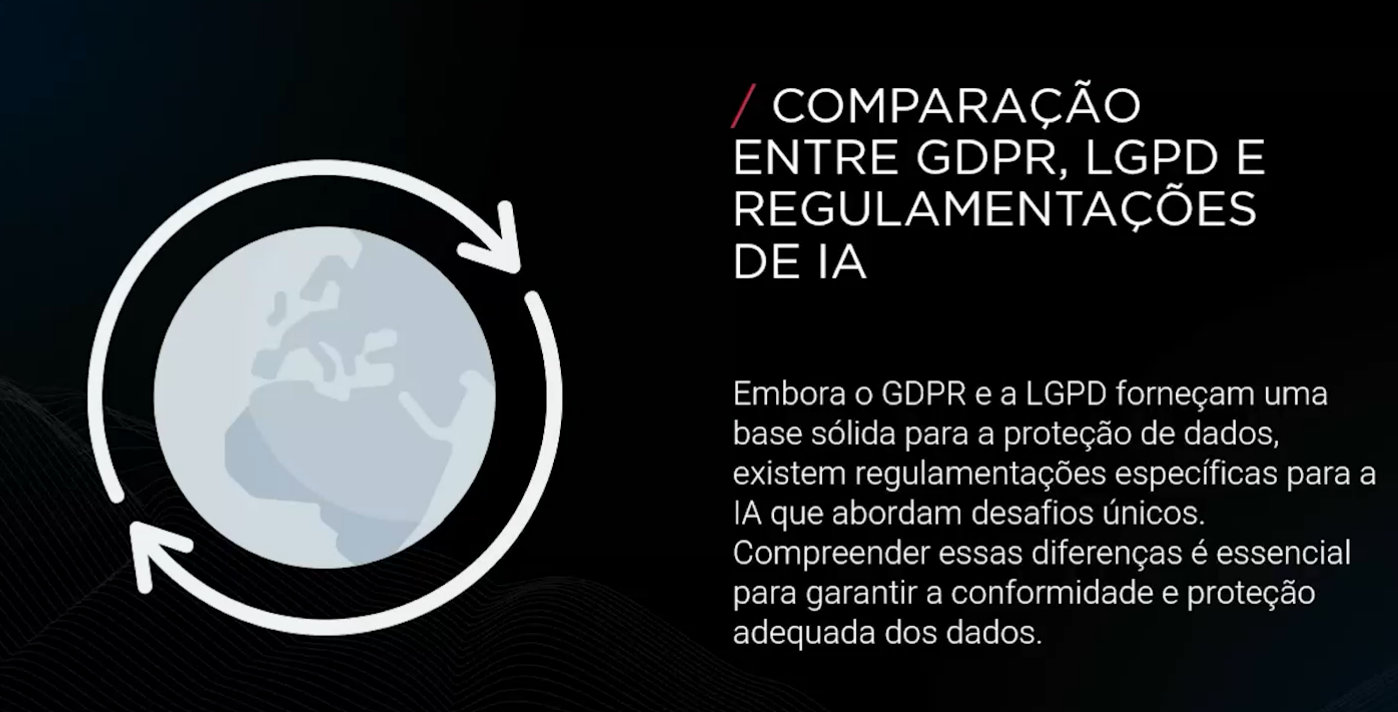 / COMPARAÇÃO
ENTRE GDPR, LGPD E
REGULAMENTAÇÕES
DE IA
Embora o GDPR e a LGPD forneçam uma
base sólida para a proteção de dados,
existem regulamentações específicas para a
IA que abordam desafios únicos.
Compreender essas diferenças é essencial
para garantir a conformidade e proteção
adequada dos dados.